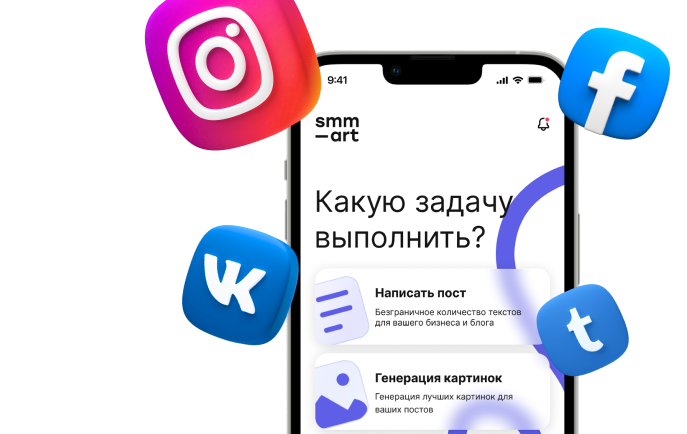 9:41
smm
—art
Какую задачу
выполнить?
Написать пост
Безграничное количество текстов
для вашего бизнеса и блога
Генерация картинок
Генерация лучших картинок для
ваших постов
f
VK
t